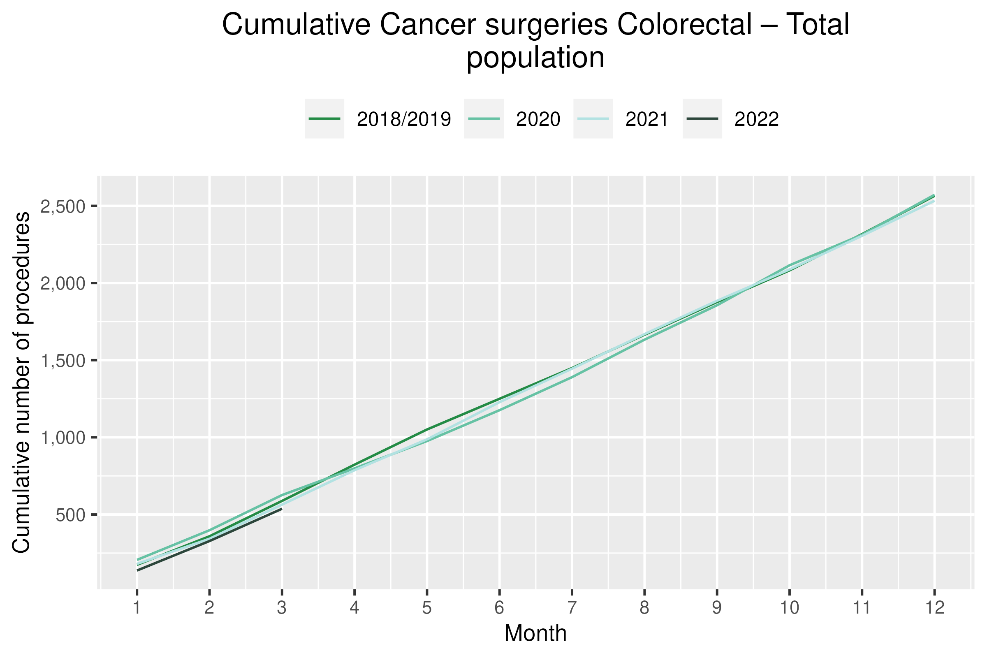 Cumulative Cancer surgeries Colorectal – Total
population
2018/2019 2020 2021 2022
Cumulative number of procedures
2,500
2,000
1,500
1,000
500
1 2 3 4 5 6 7 8 9 10 11 12
Month